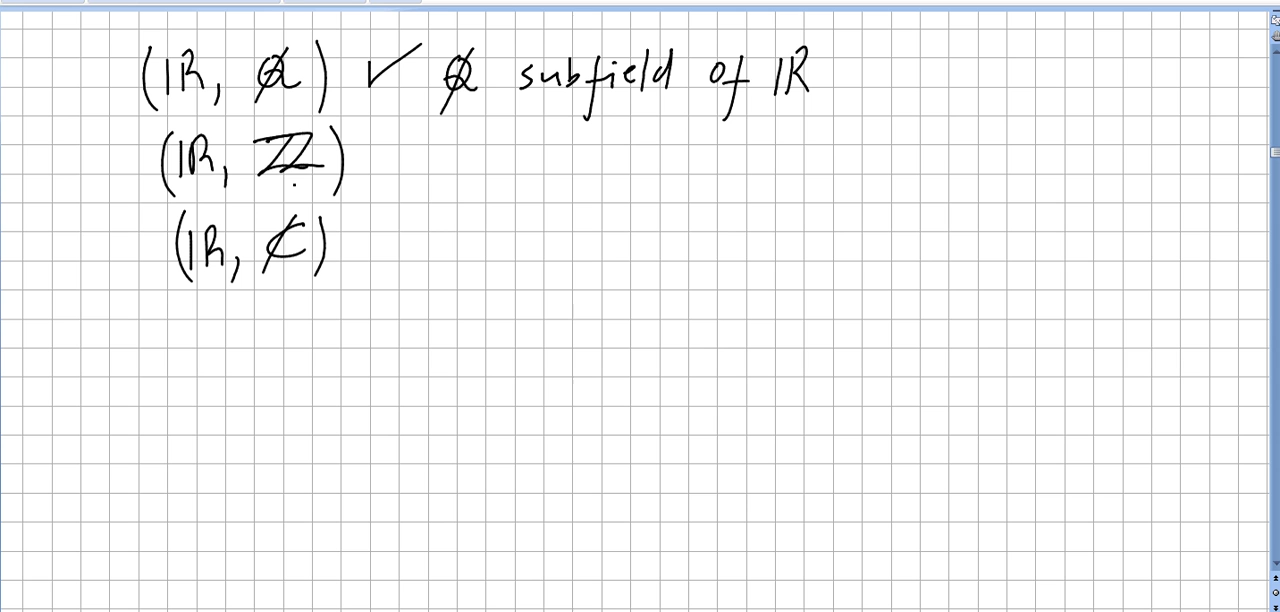 (ℝ, ℚ) ✓ ℚ subfield of ℝ
(ℝ, ℤ)
(ℝ, ℂ)